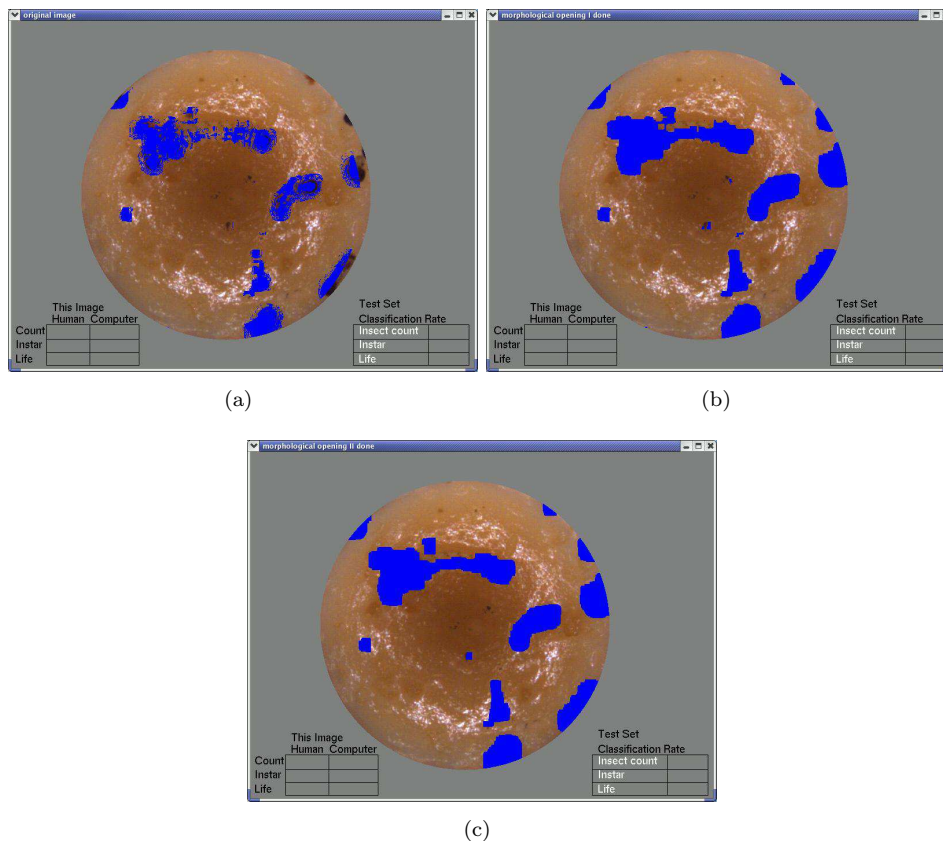 original image
This Image
Human Computer
Count
Instar
Life
Test Set
Classification Rate
Insect count
Instar
Life
(a)
morphological opening I done
This Image
Human Computer
Count
Instar
Life
Test Set
Classification Rate
Insect count
Instar
Life
(b)
morphological opening II done
This Image
Human Computer
Count
Instar
Life
Test Set
Classification Rate
Insect count
Instar
Life
(c)